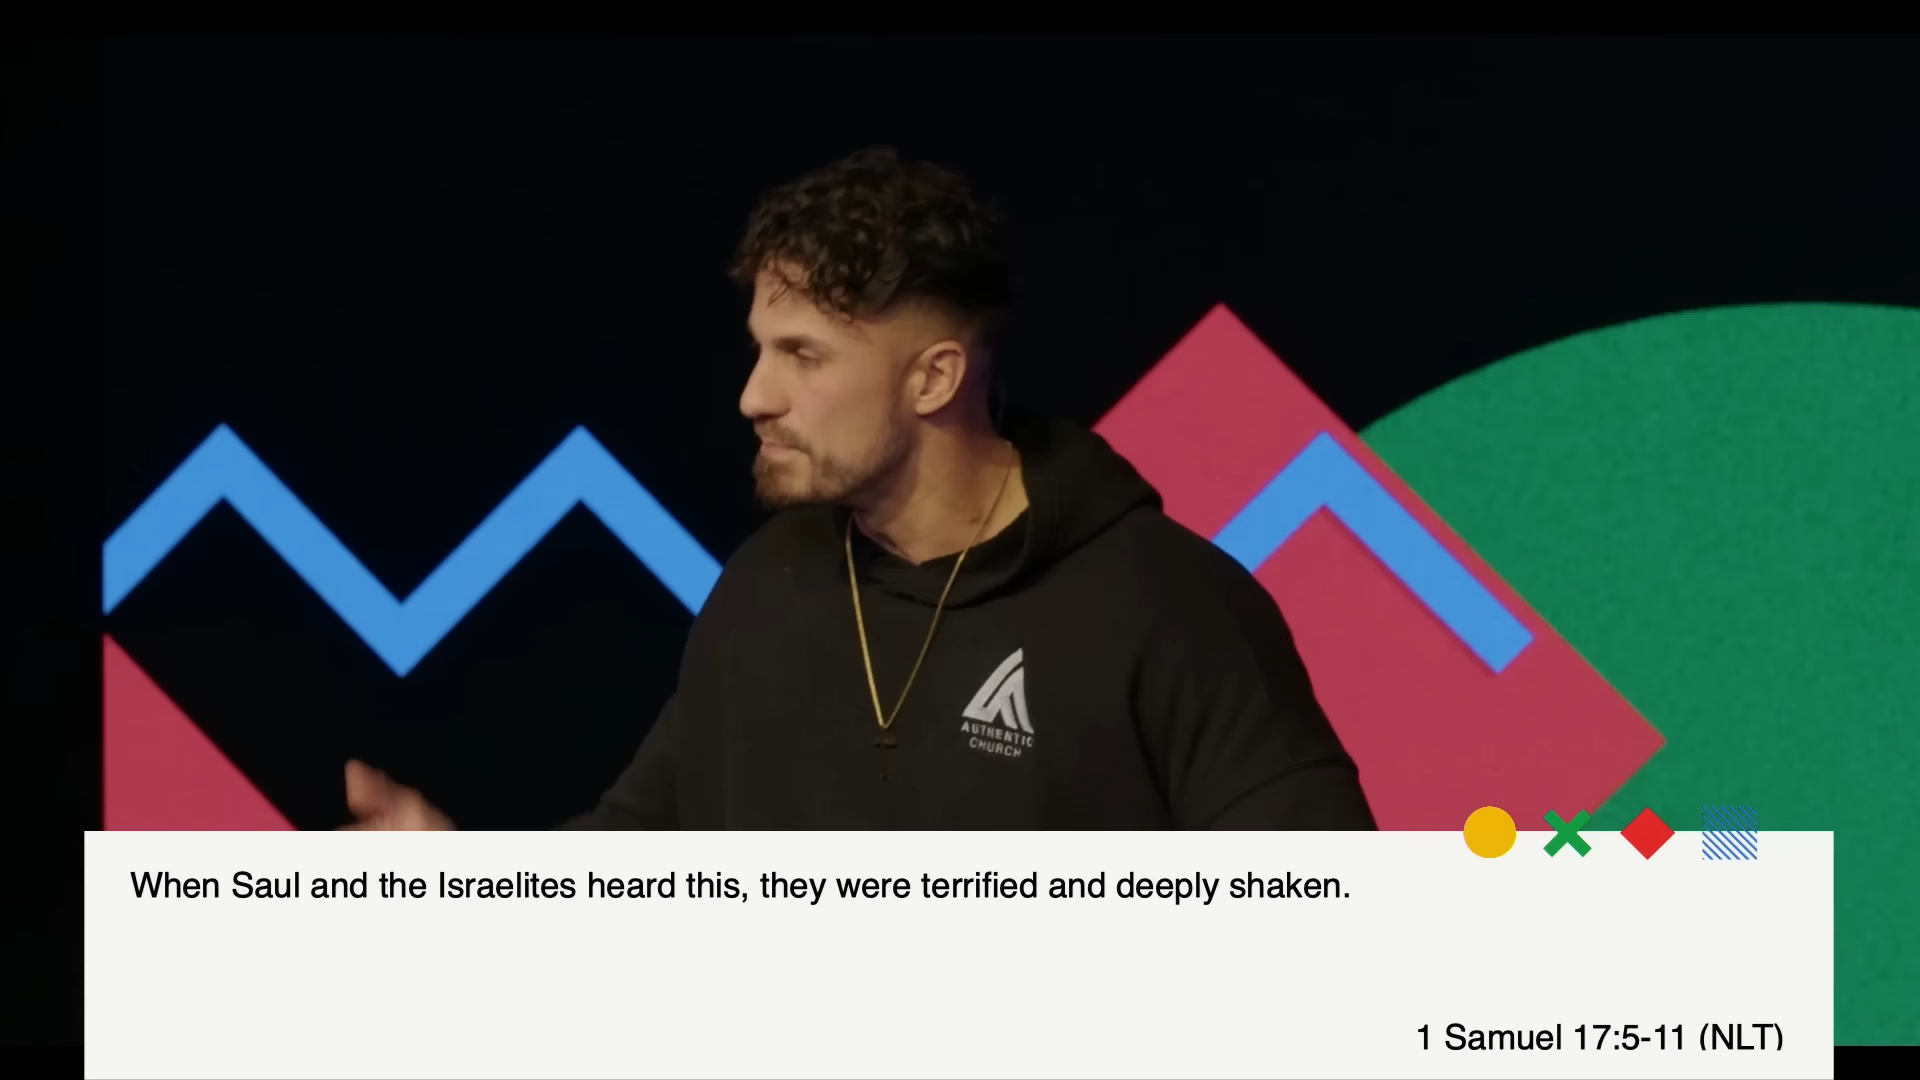 AUTHENTIC
CHURCH
When Saul and the Israelites heard this, they were terrified and deeply shaken.
1 Samuel 17:5-11 (NLT)